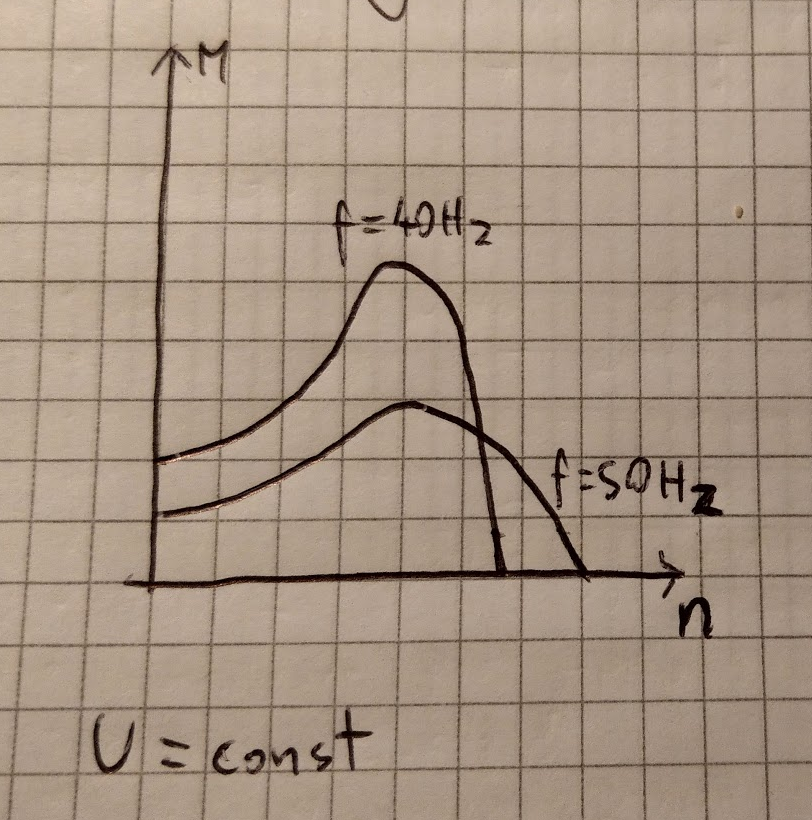 M
f=40Hz
f=50Hz
n
U = const